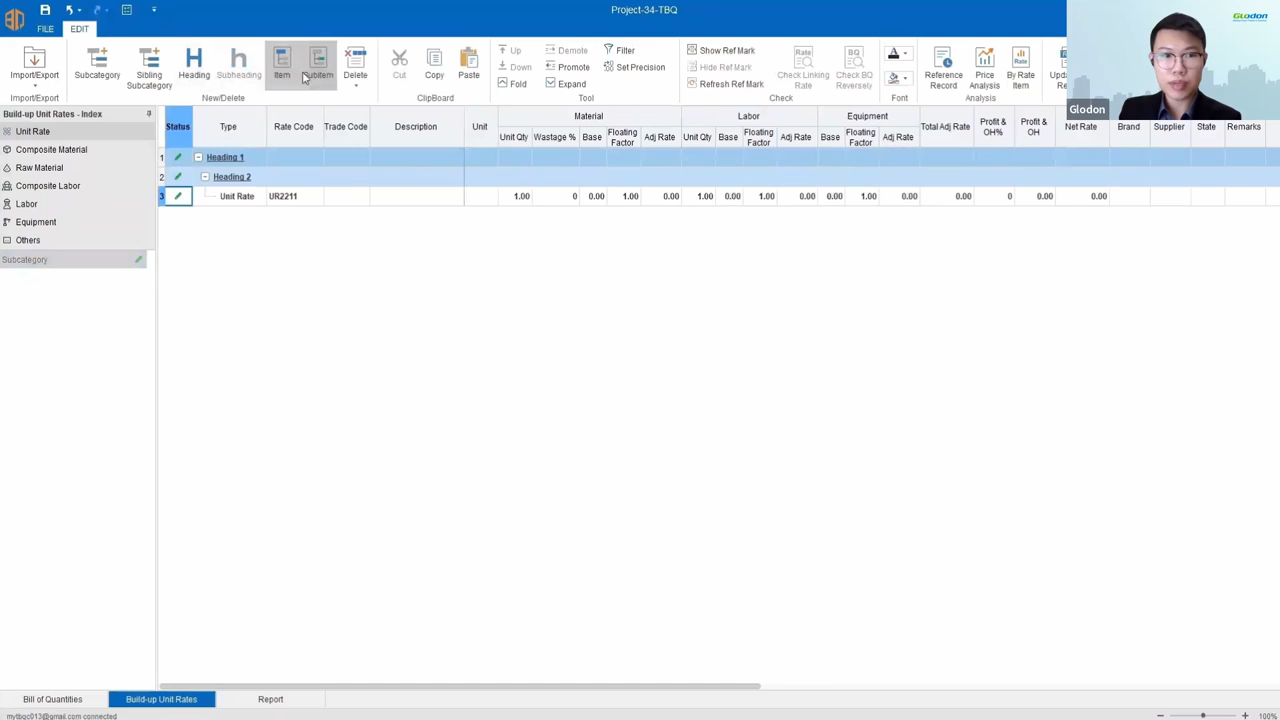 Project-34-TBQ
Glodon
FILE
EDIT
Import/Export
Subcategory
Sibling
Subcategory
Heading
Subheading
Item
Subitem
Delete
Cut
Copy
Paste
Up
Down
Fold
Demote
Promote
Expand
Filter
Set Precision
Show Ref Mark
Hide Ref Mark
Refresh Ref Mark
Check Linking
Rate
Check BQ
Reversely
Reference
Record
Price
Analysis
By Rate
Item
Import/Export
New/Delete
ClipBoard
Tool
Check
Font
Analysis
Glodon
Build-up Unit Rates - Index
Unit Rate
Composite Material
Raw Material
Composite Labor
Labor
Equipment
Others
Subcategory
Status
Type
Rate Code
Trade Code
Description
Unit
Material
Labor
Equipment
Total Adj Rate
Profit &
OH%
Profit &
OH
Net Rate
Brand
Supplier
State
Remarks
Unit Qty
Wastage %
Base
Floating
Factor
Adj Rate
Unit Qty
Base
Floating
Factor
Adj Rate
Base
Floating
Factor
Adj Rate
1 Heading 1
2 Heading 2
3 Unit Rate UR2211 1.00 0 0.00 1.00 0.00 1.00 0.00 1.00 0.00 0.00 1.00 0.00 0.00 0 0.00 0.00
Bill of Quantities
Build-up Unit Rates
Report
mytbqc013@gmail.com connected
100%